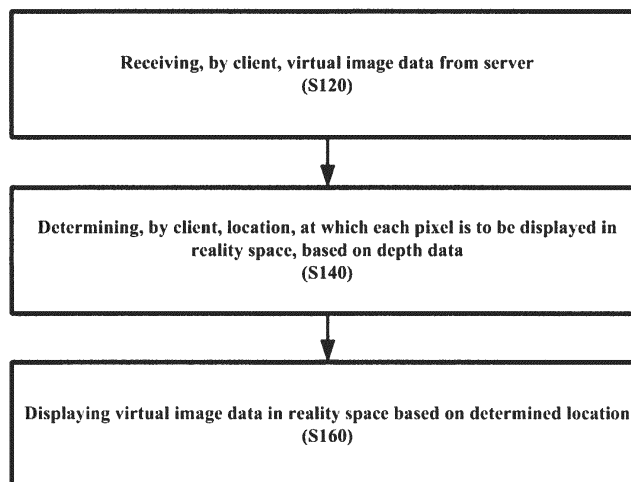 Receiving, by client, virtual image data from server
(S120)
Determining, by client, location, at which each pixel is to be displayed in
reality space, based on depth data
(S140)
Displaying virtual image data in reality space based on determined location
(S160)